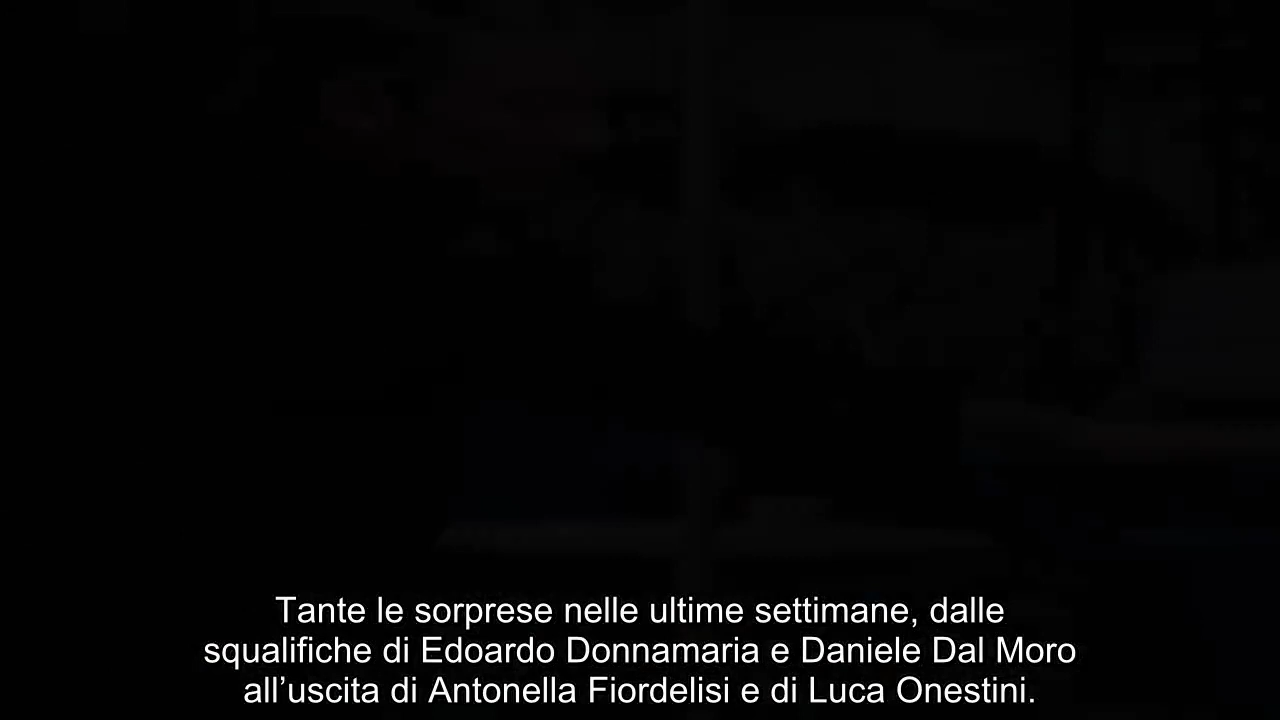 Tante le sorprese nelle ultime settimane, dalle
squalifiche di Edoardo Donnamaria e Daniele Dal Moro
all’uscita di Antonella Fiordelisi e di Luca Onestini.